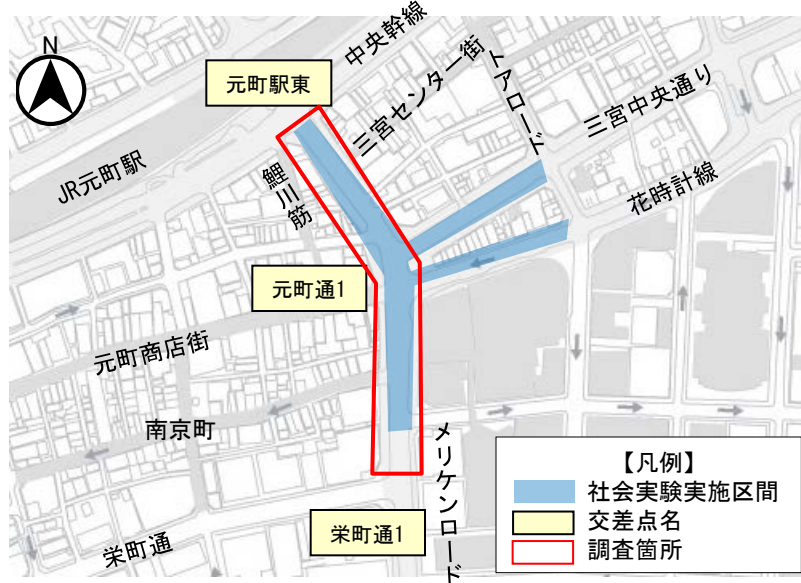 N
中央幹線
元町駅東
三宮センター街
トアロード
三宮中央通り
JR元町駅
鯉川筋
花時計線
元町通1
元町商店街
南京町
メリケンロード
栄町通1
栄町通
【凡例】
社会実験実施区間
交差点名
調査箇所